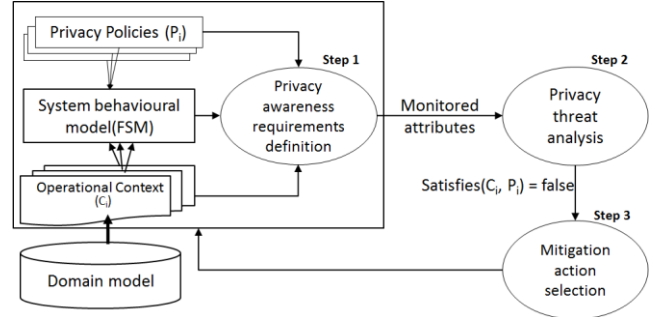 Privacy Policies (Pᵢ)
Step 1
Step 2
Privacy
awareness
requirements
definition
System behavioural
model(FSM)
Monitored
attributes
Privacy
threat
analysis
Operational Context
(Cᵢ)
Satisfies(Cᵢ, Pᵢ) = false
Step 3
Domain model
Mitigation
action
selection